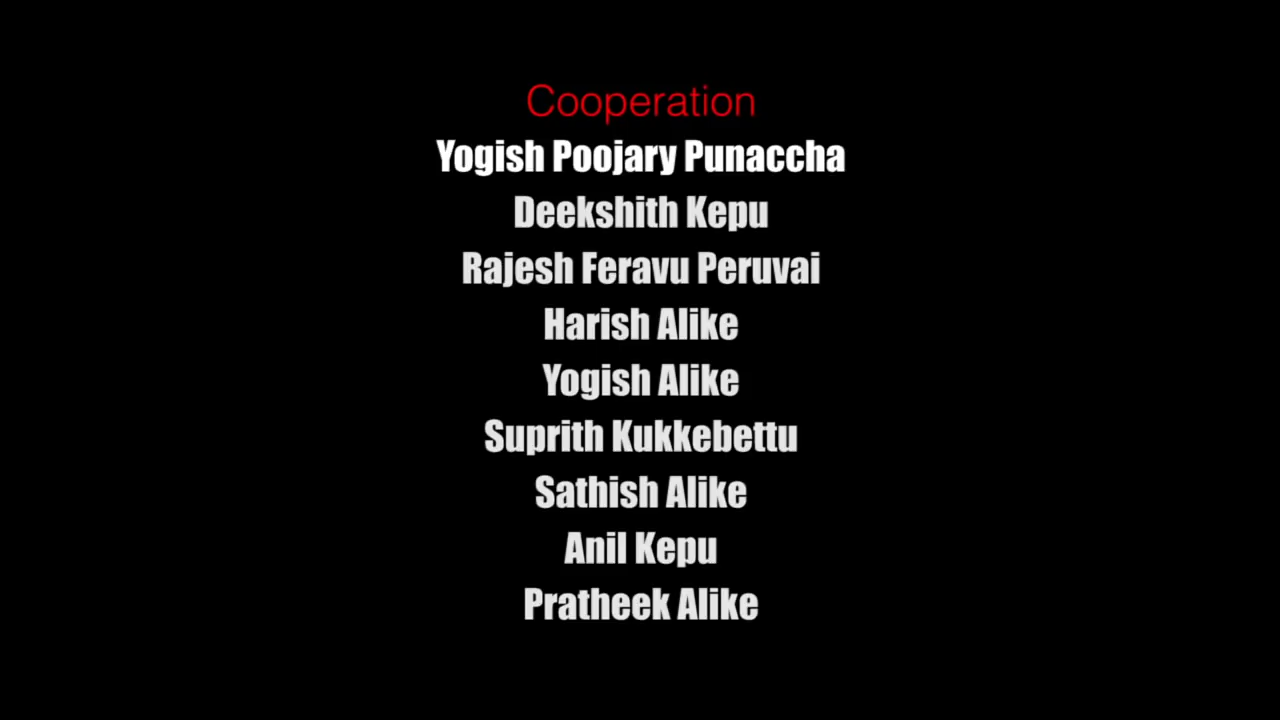 Cooperation
Yogish Poojary Punaccha
Deekshith Kepu
Rajesh Feravu Peruvai
Harish Alike
Yogish Alike
Suprith Kukkebettu
Sathish Alike
Anil Kepu
Pratheek Alike